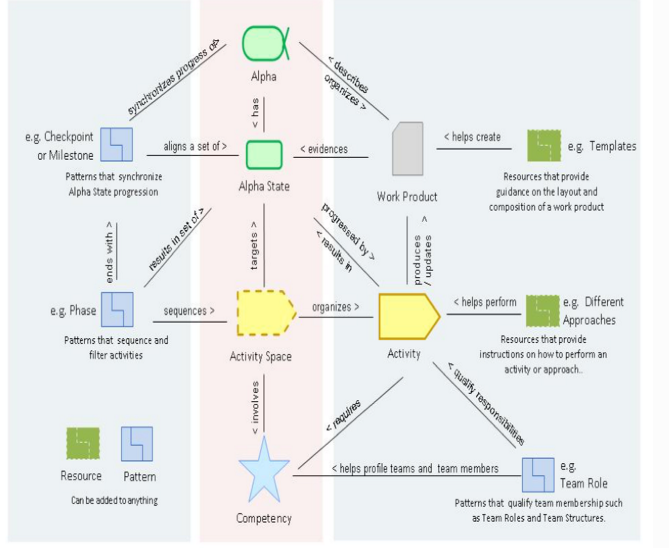 synchronizes progress of>
Alpha
< describes
organizes >
< has
e.g. Checkpoint
or Milestone
aligns a set of >
< evidences
< helps create
e.g. Templates
Patterns that synchronize
Alpha State progression
Alpha State
Work Product
Resources that provide
guidance on the layout and
composition of a work product
ends with >
results in set of >
targets >
progressed by >
< results in
produces
/ updates >
e.g. Phase
sequences >
organizes >
< helps perform
e.g. Different
Approaches
Patterns that sequence and
filter activities
Activity Space
Activity
Resources that provide
instructions on how to perform an
activity or approach..
< involves
< requires
< qualify responsibilities
Resource
Pattern
Can be added to anything
< helps profile teams and team members
e.g.
Team Role
Competency
Patterns that qualify team membership such
as Team Roles and Team Structures.